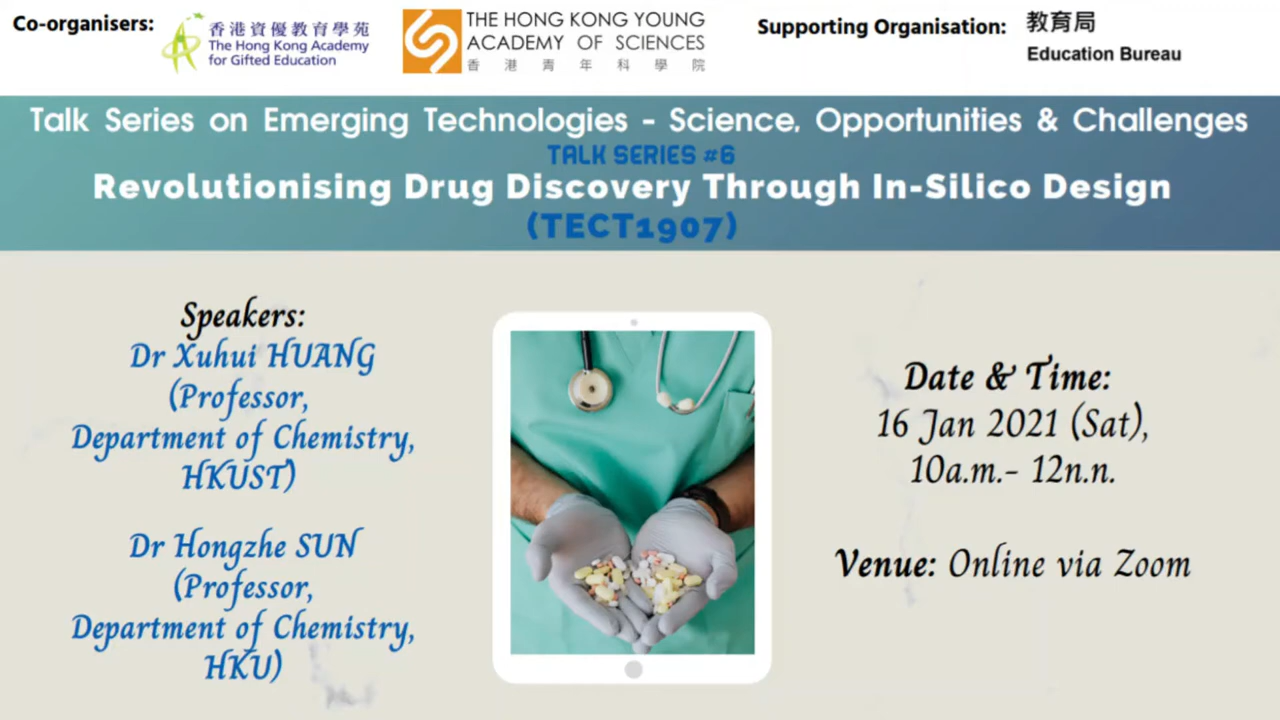 Co-organisers:
香港資優教育學苑
The Hong Kong Academy
for Gifted Education
THE HONG KONG YOUNG
ACADEMY OF SCIENCES
香港青年科學院
Supporting Organisation:
教育局
Education Bureau
Talk Series on Emerging Technologies - Science, Opportunities & Challenges
TALK SERIES #6
Revolutionising Drug Discovery Through In-Silico Design
(TECT1907)
Speakers:
Dr Xuhui HUANG
(Professor,
Department of Chemistry,
HKUST)
Dr Hongzhe SUN
(Professor,
Department of Chemistry,
HKU)
Date & Time:
16 Jan 2021 (Sat),
10a.m.- 12n.n.
Venue: Online via Zoom